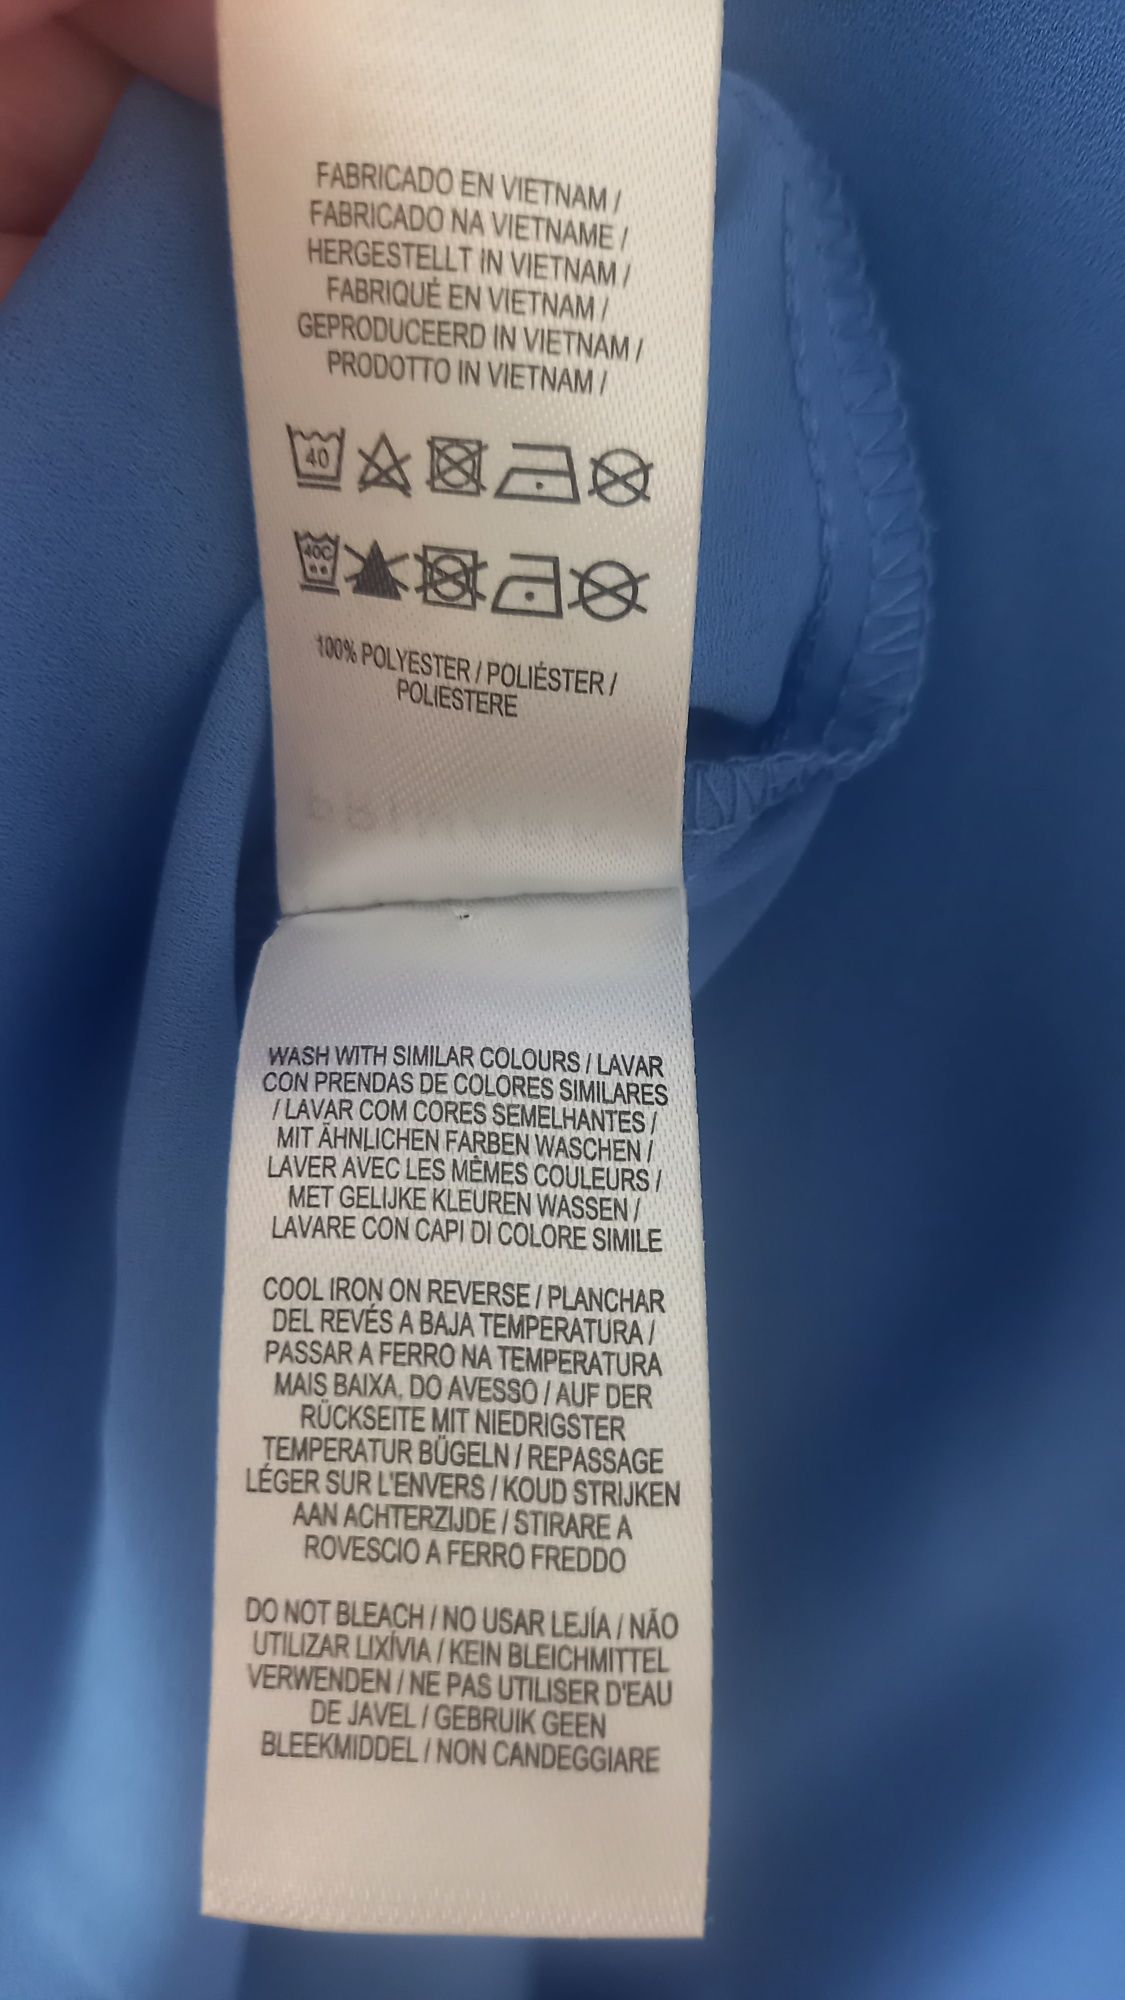 FABRICADO EN VIETNAM /
FABRICADO NA VIETNAME /
HERGESTELLT IN VIETNAM /
FABRIQUÉ EN VIETNAM /
GEPRODUCEERD IN VIETNAM /
PRODOTTO IN VIETNAM /
40
40C
100% POLYESTER / POLIÉSTER /
POLIESTERE
WASH WITH SIMILAR COLOURS / LAVAR
CON PRENDAS DE COLORES SIMILARES
/ LAVAR COM CORES SEMELHANTES /
MIT ÄHNLICHEN FARBEN WASCHEN /
LAVER AVEC LES MÊMES COULEURS /
MET GELIJKE KLEUREN WASSEN /
LAVARE CON CAPI DI COLORE SIMILE
COOL IRON ON REVERSE / PLANCHAR
DEL REVÉS A BAJA TEMPERATURA /
PASSAR A FERRO NA TEMPERATURA
MAIS BAIXA, DO AVESSO / AUF DER
RÜCKSEITE MIT NIEDRIGSTER
TEMPERATUR BÜGELN / REPASSAGE
LÉGER SUR L'ENVERS / KOUD STRIJKEN
AAN ACHTERZIJDE / STIRARE A
ROVESCIO A FERRO FREDDO
DO NOT BLEACH / NO USAR LEJÍA / NÃO
UTILIZAR LIXÍVIA / KEIN BLEICHMITTEL
VERWENDEN / NE PAS UTILISER D'EAU
DE JAVEL / GEBRUIK GEEN
BLEEKMIDDEL / NON CANDEGGIARE